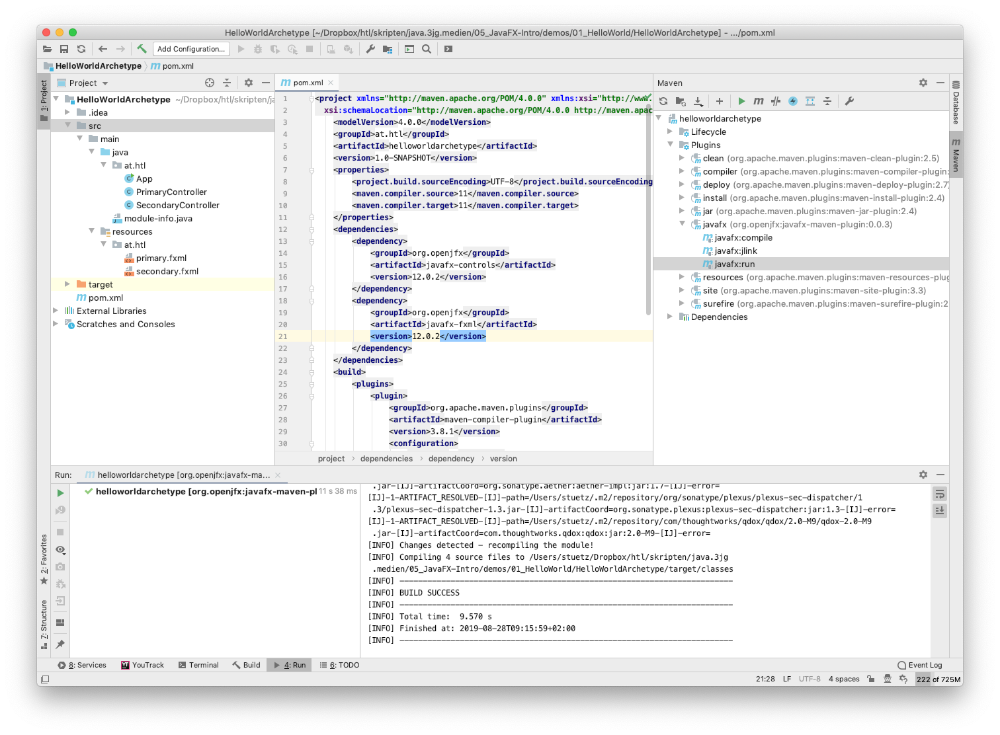 HelloWorldArchetype [~/Dropbox/htl/skripten/java.3jg.medien/05_JavaFX-Intro/demos/01_HelloWorld/HelloWorldArchetype] - .../pom.xml
Add Configuration...
HelloWorldArchetype
pom.xml
1: Project
Project
HelloWorldArchetype ~/Dropbox/htl/skripten/ja
.idea
src
main
java
at.htl
App
PrimaryController
SecondaryController
module-info.java
resources
at.htl
primary.fxml
secondary.fxml
target
pom.xml
External Libraries
Scratches and Consoles
pom.xml
1 <project xmlns="http://maven.apache.org/POM/4.0.0" xmlns:xsi="http://www.
2 xsi:schemaLocation="http://maven.apache.org/POM/4.0.0 http://maven.apac
3 <modelVersion>4.0.0</modelVersion>
4 <groupId>at.htl</groupId>
5 <artifactId>helloworldarchetype</artifactId>
6 <version>1.0-SNAPSHOT</version>
7 <properties>
8 <project.build.sourceEncoding>UTF-8</project.build.sourceEncoding
9 <maven.compiler.source>11</maven.compiler.source>
10 <maven.compiler.target>11</maven.compiler.target>
11 </properties>
12 <dependencies>
13 <dependency>
14 <groupId>org.openjfx</groupId>
15 <artifactId>javafx-controls</artifactId>
16 <version>12.0.2</version>
17 </dependency>
18 <dependency>
19 <groupId>org.openjfx</groupId>
20 <artifactId>javafx-fxml</artifactId>
21 <version>12.0.2</version>
22 </dependency>
23 </dependencies>
24 <build>
25 <plugins>
26 <plugin>
27 <groupId>org.apache.maven.plugins</groupId>
28 <artifactId>maven-compiler-plugin</artifactId>
29 <version>3.8.1</version>
30 <configuration>
project › dependencies › dependency › version
Maven
helloworldarchetype
Lifecycle
Plugins
clean (org.apache.maven.plugins:maven-clean-plugin:2.5)
compiler (org.apache.maven.plugins:maven-compiler-plugin:
deploy (org.apache.maven.plugins:maven-deploy-plugin:2.7)
install (org.apache.maven.plugins:maven-install-plugin:2.4)
jar (org.apache.maven.plugins:maven-jar-plugin:2.4)
javafx (org.openjfx:javafx-maven-plugin:0.0.3)
javafx:compile
javafx:jlink
javafx:run
resources (org.apache.maven.plugins:maven-resources-plug
site (org.apache.maven.plugins:maven-site-plugin:3.3)
surefire (org.apache.maven.plugins:maven-surefire-plugin:2
Dependencies
Database
Maven
Run: helloworldarchetype [org.openjfx:javafx-ma...
helloworldarchetype [org.openjfx:javafx-maven-pl 11 s 38 ms
.jar-[IJ]-artifactCoord=org.sonatype.aether:aether-impl:jar:1.7-[IJ]-error=
[IJ]-1-ARTIFACT_RESOLVED-[IJ]-path=/Users/stuetz/.m2/repository/org/sonatype/plexus/plexus-sec-dispatcher/1
.3/plexus-sec-dispatcher-1.3.jar-[IJ]-artifactCoord=org.sonatype.plexus:plexus-sec-dispatcher:jar:1.3-[IJ]-error=
[IJ]-1-ARTIFACT_RESOLVED-[IJ]-path=/Users/stuetz/.m2/repository/com/thoughtworks/qdox/qdox/2.0-M9/qdox-2.0-M9
.jar-[IJ]-artifactCoord=com.thoughtworks.qdox:qdox:jar:2.0-M9-[IJ]-error=
[INFO] Changes detected - recompiling the module!
[INFO] Compiling 4 source files to /Users/stuetz/Dropbox/htl/skripten/java.3jg
.medien/05_JavaFX-Intro/demos/01_HelloWorld/HelloWorldArchetype/target/classes
[INFO] ------------------------------------------------------------------------
[INFO] BUILD SUCCESS
[INFO] ------------------------------------------------------------------------
[INFO] Total time:  9.570 s
[INFO] Finished at: 2019-08-28T09:15:59+02:00
[INFO] ------------------------------------------------------------------------
2: Favorites
Z: Structure
8: Services
YouTrack
Terminal
Build
4: Run
6: TODO
Event Log
21:28 LF UTF-8 4 spaces 222 of 725M